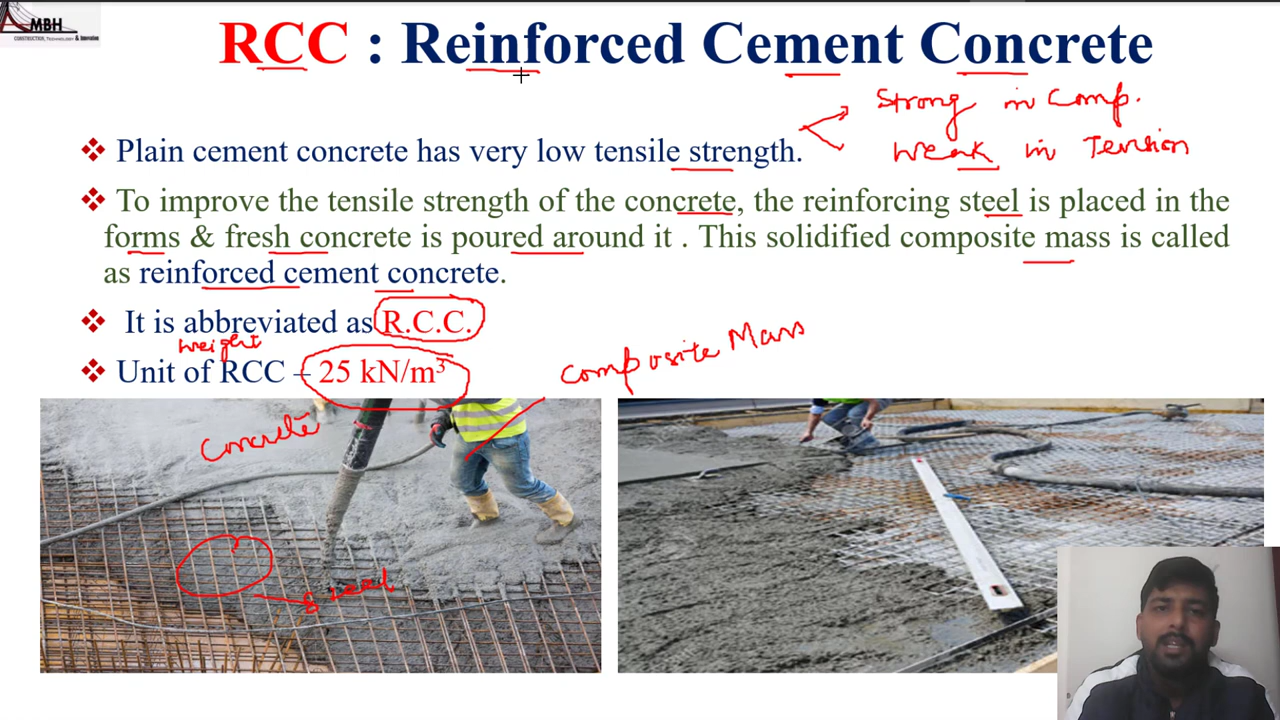 MBH
CONSTRUCTION, TECHNOLOGY & Innovation
RCC : Reinforced Cement Concrete
Strong in Comp.
Weak in Tension
❖ Plain cement concrete has very low tensile strength.
❖ To improve the tensile strength of the concrete, the reinforcing steel is placed in the
forms & fresh concrete is poured around it . This solidified composite mass is called
as reinforced cement concrete.
❖ It is abbreviated as R.C.C.
weight
❖ Unit of RCC – 25 kN/m³
Composite Mass
Concrete
Steel